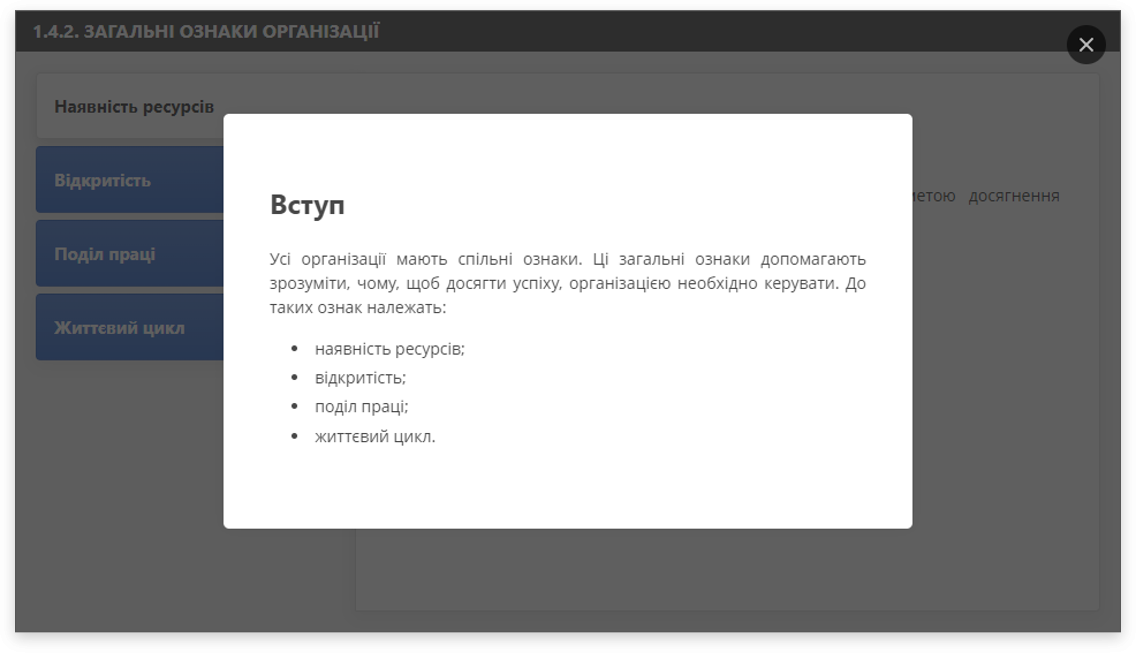 1.4.2. ЗАГАЛЬНІ ОЗНАКИ ОРГАНІЗАЦІЇ
Наявність ресурсів
Відкритість
Поділ праці
Життєвий цикл
досягнення
Вступ
Усі організації мають спільні ознаки. Ці загальні ознаки допомагають
зрозуміти, чому, щоб досягти успіху, організацією необхідно керувати. До
таких ознак належать:
• наявність ресурсів;
• відкритість;
• поділ праці;
• життєвий цикл.